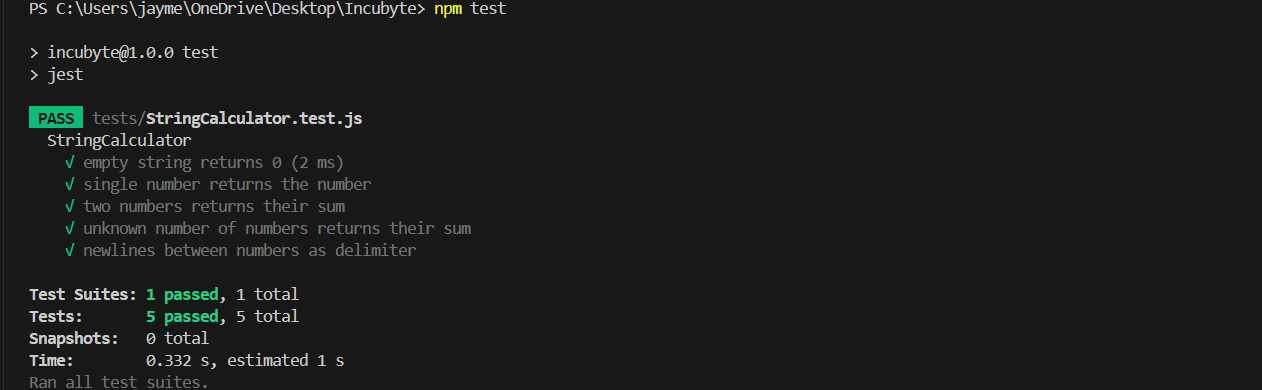 PS C:\Users\jayme\OneDrive\Desktop\Incubyte> npm test
> incubyte@1.0.0 test
> jest
PASS tests/StringCalculator.test.js
StringCalculator
√ empty string returns 0 (2 ms)
√ single number returns the number
√ two numbers returns their sum
√ unknown number of numbers returns their sum
√ newlines between numbers as delimiter
Test Suites: 1 passed, 1 total
Tests: 5 passed, 5 total
Snapshots: 0 total
Time: 0.332 s, estimated 1 s
Ran all test suites.